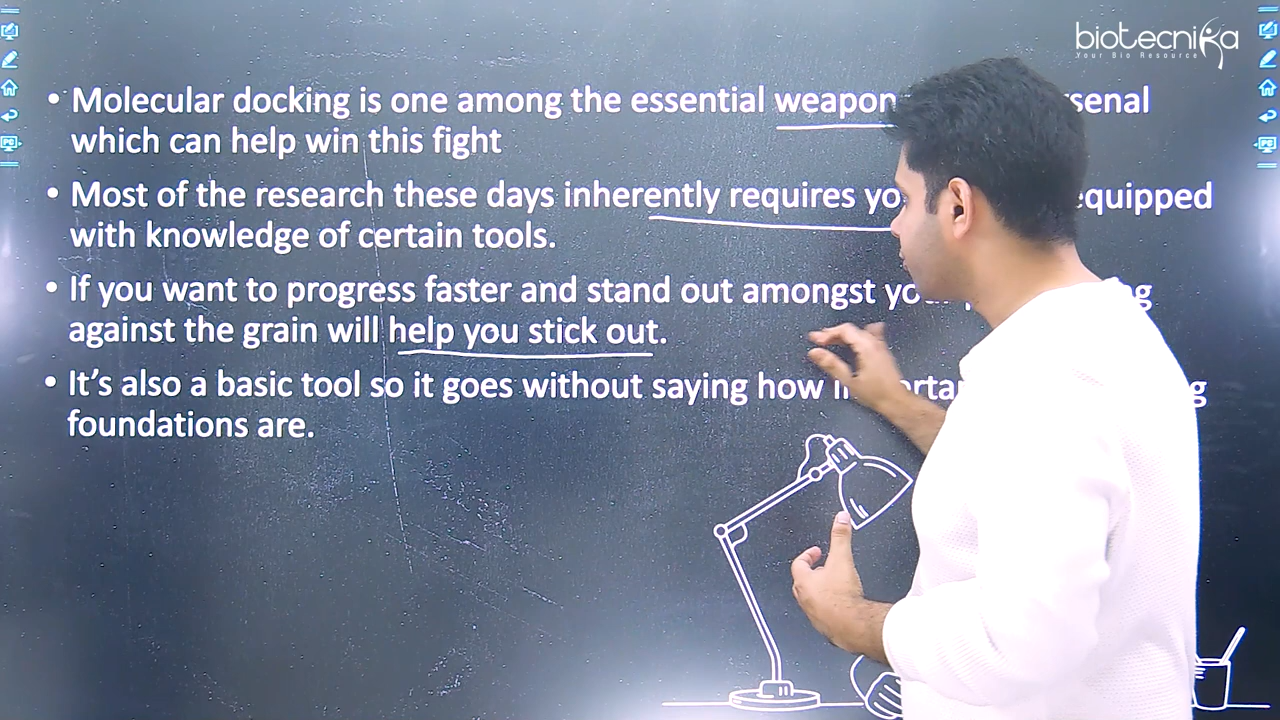 biotecnika
Your Bio Resource
• Molecular docking is one among the essential weapon
which can help win this fight
• Most of the research these days inherently requires equipped
with knowledge of certain tools.
• If you want to progress faster and stand out amongst
against the grain will help you stick out.
• It's also a basic tool so it goes without saying how
foundations are.